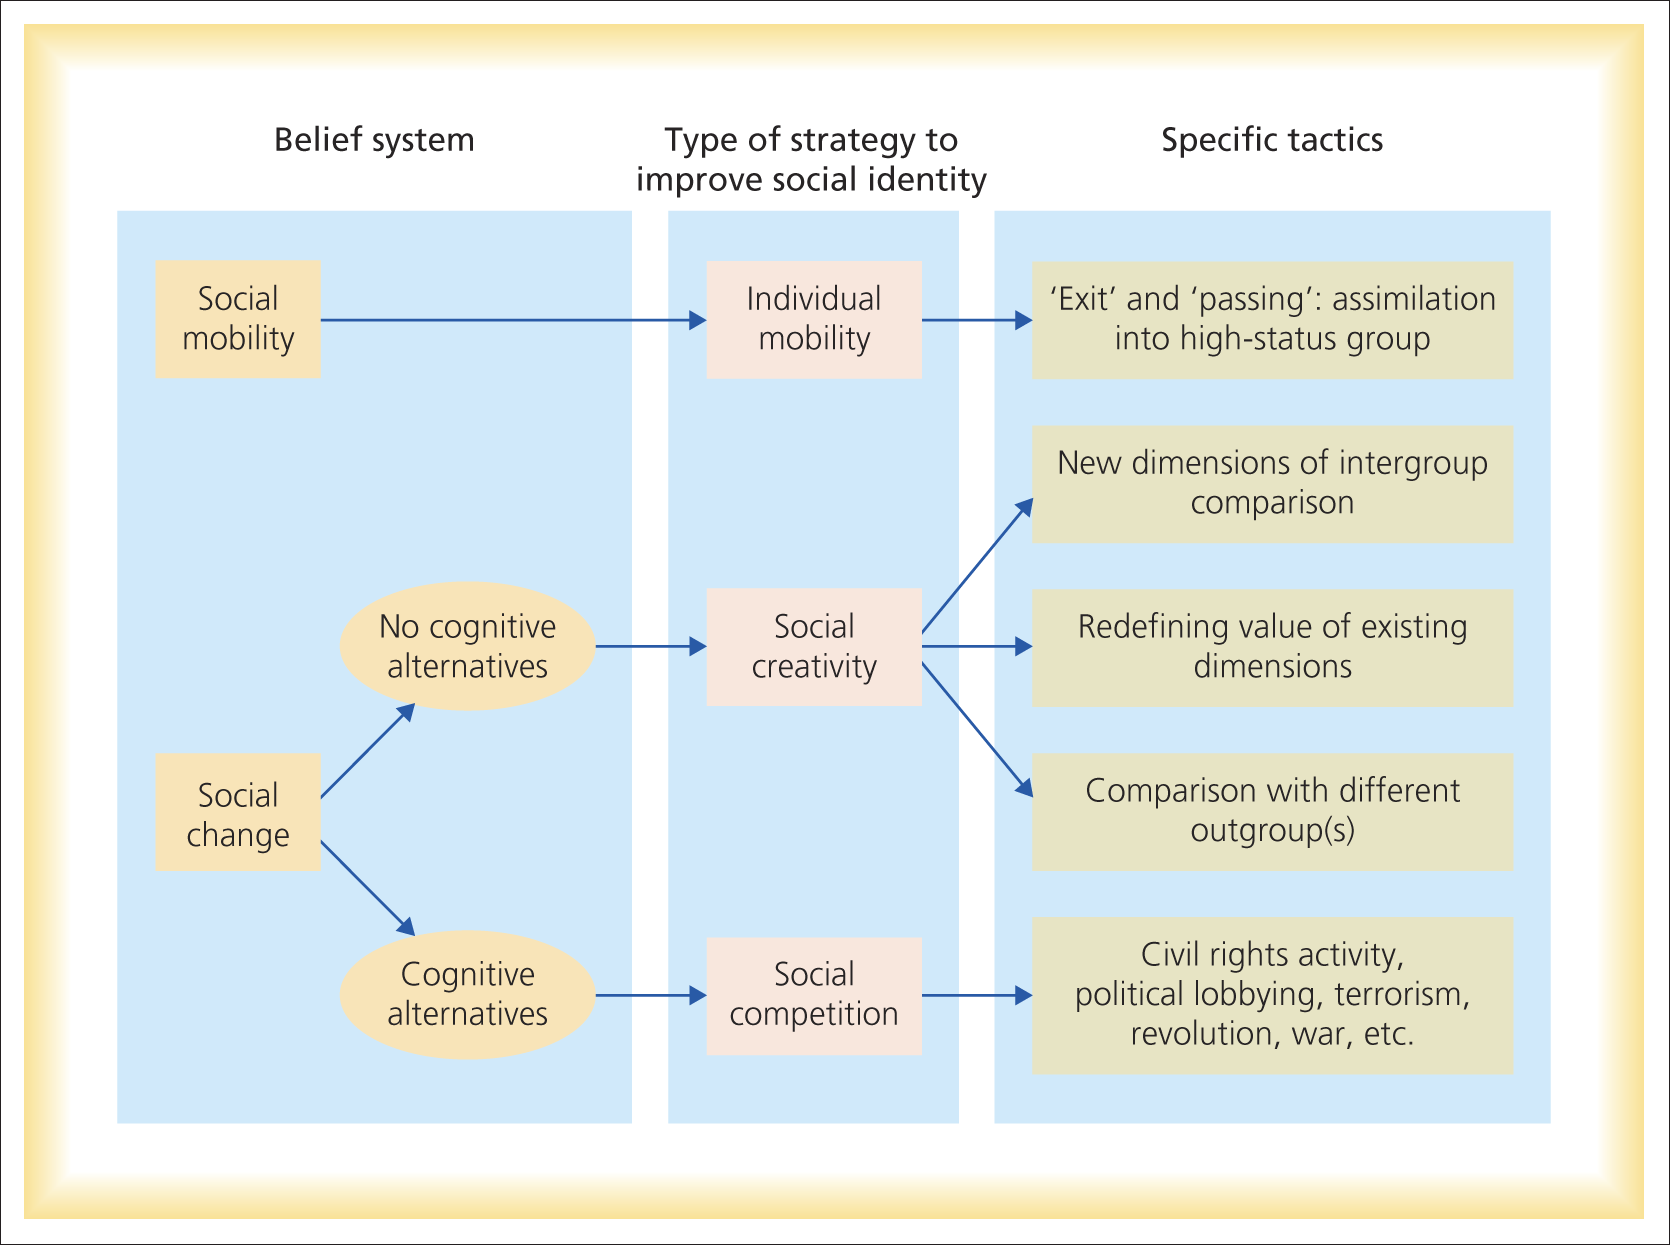 Belief system
Type of strategy to
improve social identity
Specific tactics
Social
mobility
Individual
mobility
‘Exit’ and ‘passing’: assimilation
into high-status group
New dimensions of intergroup
comparison
No cognitive
alternatives
Social
creativity
Redefining value of existing
dimensions
Social
change
Comparison with different
outgroup(s)
Cognitive
alternatives
Social
competition
Civil rights activity,
political lobbying, terrorism,
revolution, war, etc.